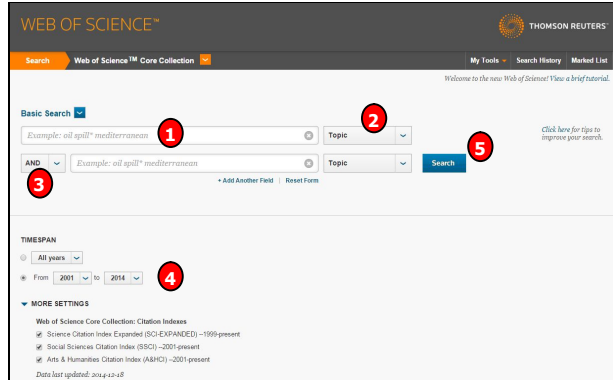 WEB OF SCIENCE™
THOMSON REUTERS™
Search Web of Science™ Core Collection My Tools Search History Marked List
Welcome to the new Web of Science! View a brief tutorial.
Basic Search
Example: oil spill* mediterranean 1 Topic 2 Click here for tips to
improve your search.
5
AND Example: oil spill* mediterranean Topic Search
3
+ Add Another Field | Reset Form
TIMESPAN
All years
From 2001 to 2014 4
MORE SETTINGS
Web of Science Core Collection: Citation Indexes
Science Citation Index Expanded (SCI-EXPANDED) --1999-present
Social Sciences Citation Index (SSCI) --2001-present
Arts & Humanities Citation Index (A&HCI) --2001-present
Data last updated: 2014-12-18